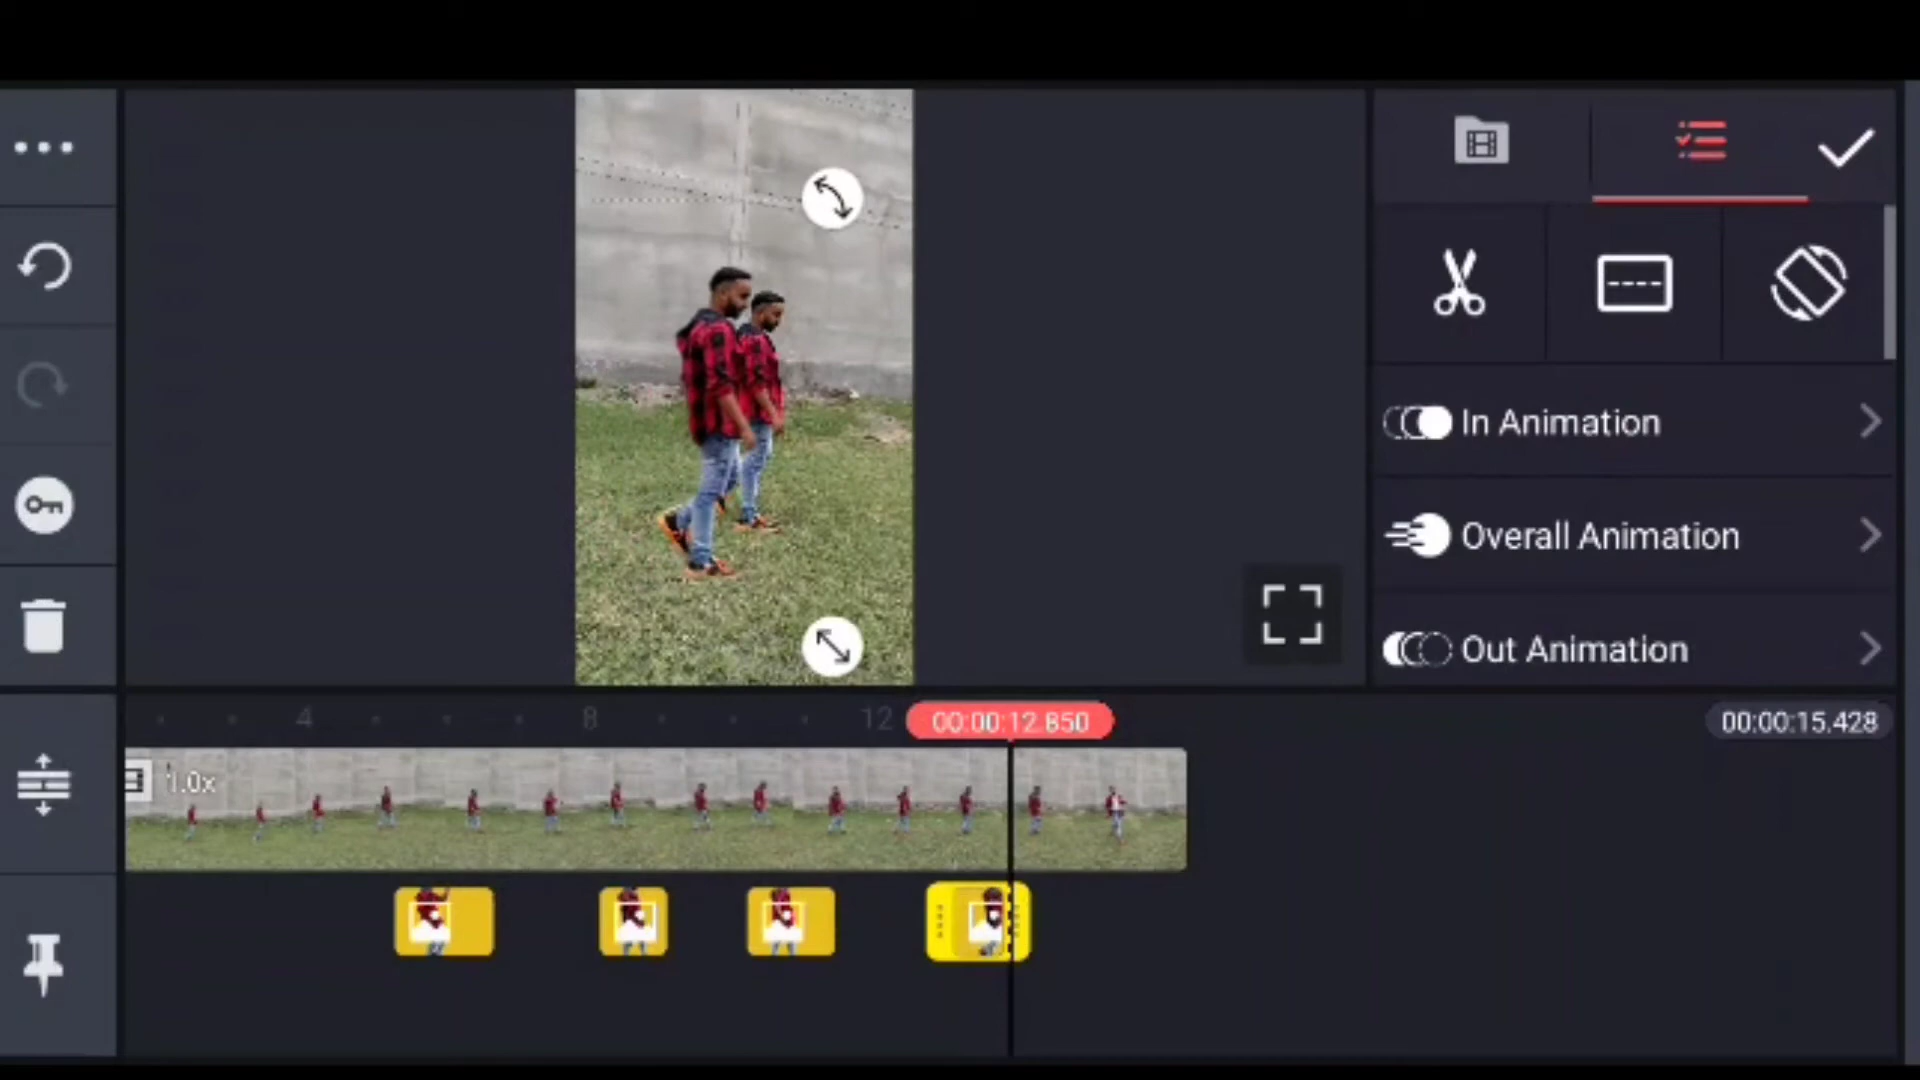 In Animation
Overall Animation
Out Animation
4
8
12
00:00:12.850
00:00:15.428
1.0x